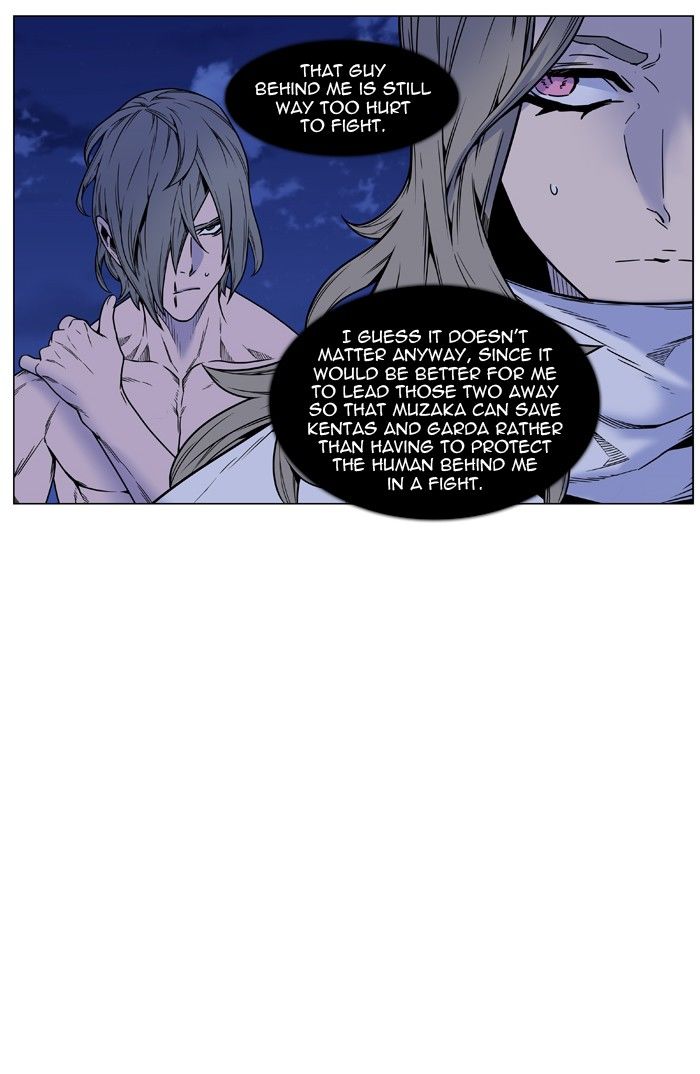 THAT GUY
BEHIND ME IS STILL
WAY TOO HURT
TO FIGHT.
I GUESS IT DOESN'T
MATTER ANYWAY, SINCE IT
WOULD BE BETTER FOR ME
TO LEAD THOSE TWO AWAY
SO THAT MUZAKA CAN SAVE
KENTAS AND GARDA RATHER
THAN HAVING TO PROTECT
THE HUMAN BEHIND ME
IN A FIGHT.